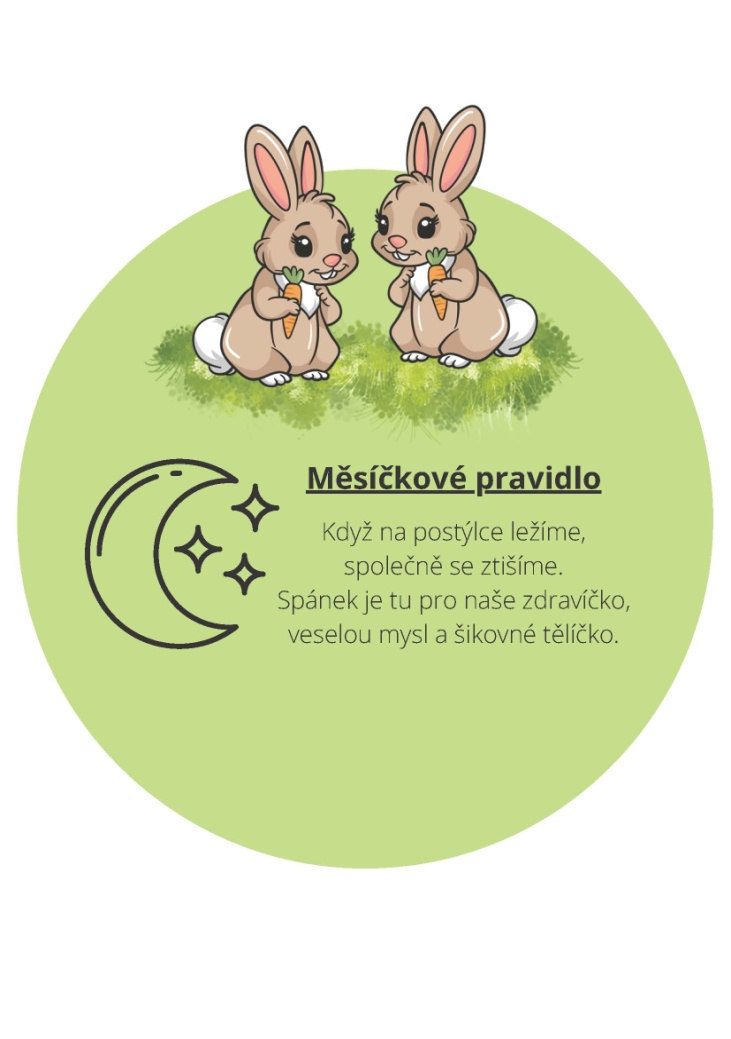 Měsíčkové pravidlo
Když na postýlce ležíme,
společně se ztišíme.
Spánek je tu pro naše zdravíčko,
veselou mysl a šikovné tělíčko.